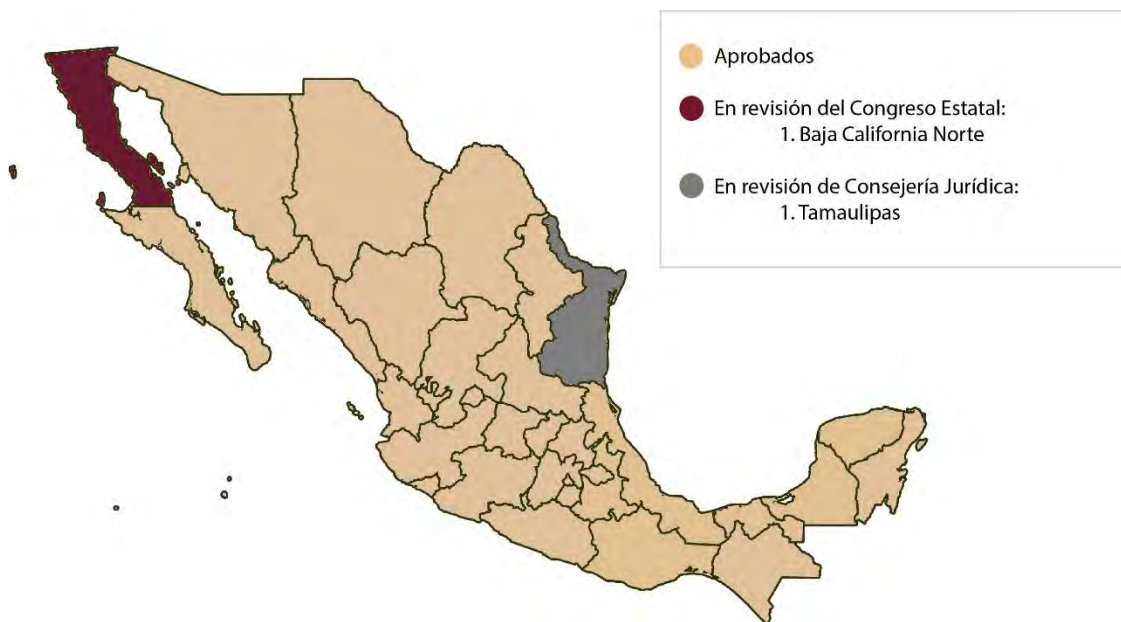 Aprobados
En revisión del Congreso Estatal:
1. Baja California Norte
En revisión de Consejería Jurídica:
1. Tamaulipas